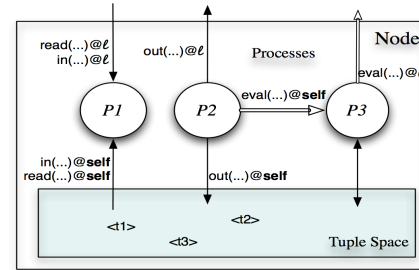 read(...)@ℓ
in(...)@ℓ
out(...)@ℓ
Processes
Node
eval(...)@
eval(...)@self
P1
P2
P3
in(...)@self
read(...)@self
out(...)@self
<t1>
<t2>
<t3>
Tuple Space